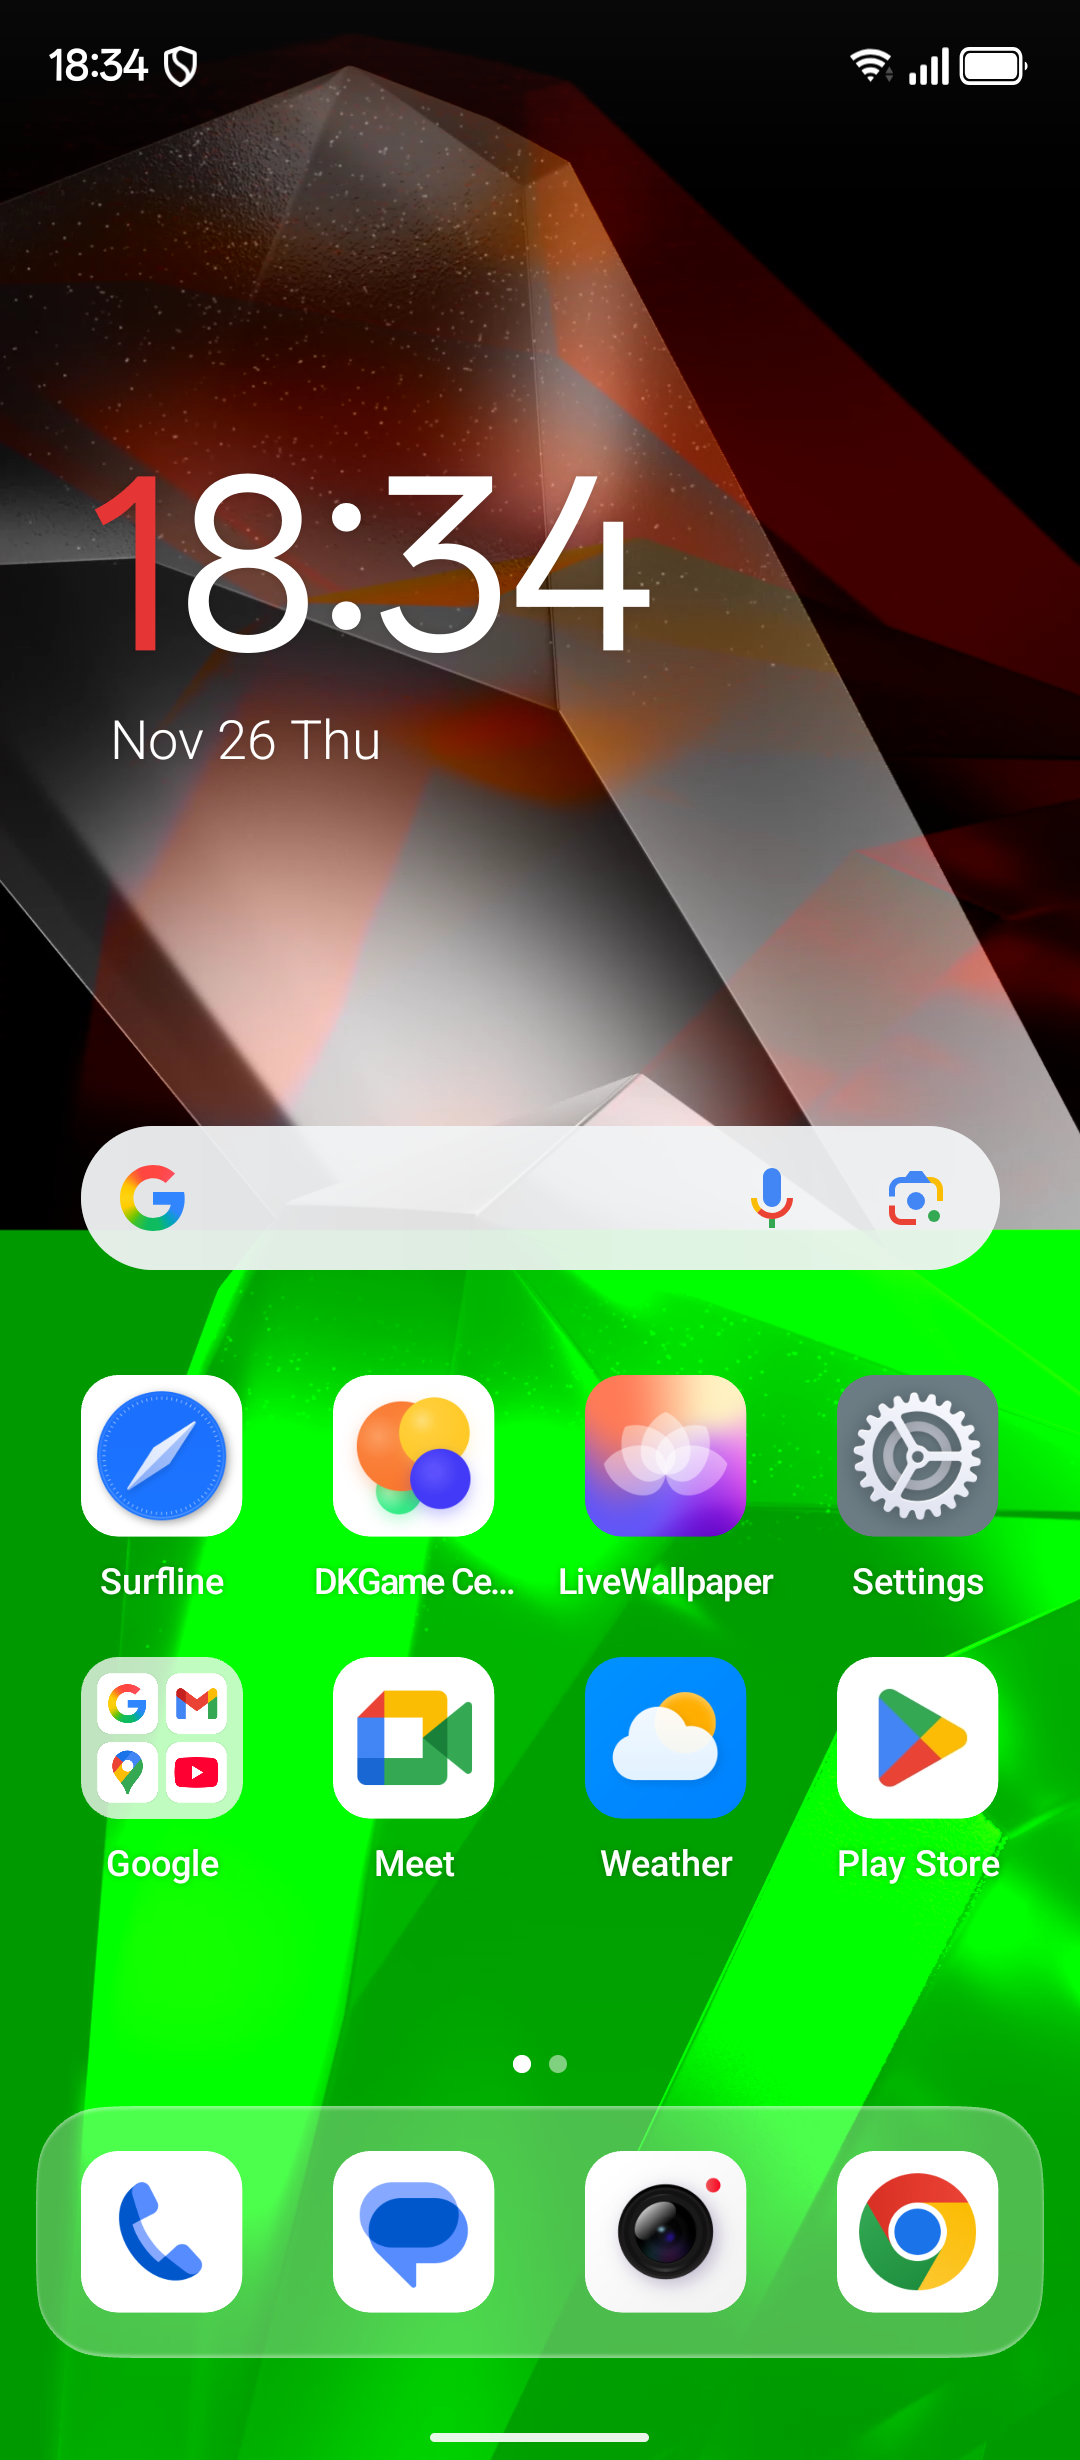 18:34
18:34
Nov 26 Thu
Surfline
DKGame Ce...
LiveWallpaper
Settings
Google
Meet
Weather
Play Store